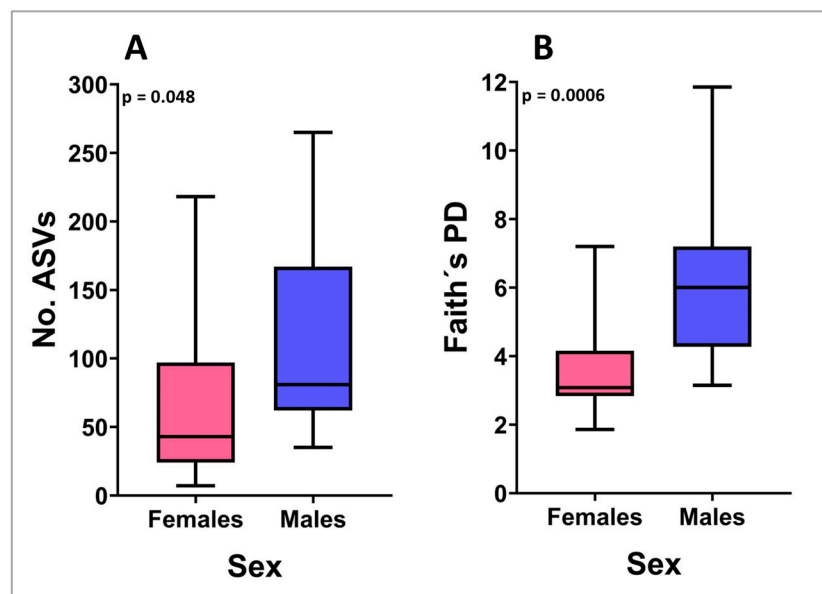 A
p = 0.048
300
250
200
150
100
50
0
No. ASVs
Females Males
Sex
B
p = 0.0006
12
10
8
6
4
2
0
Faith´s PD
Females Males
Sex